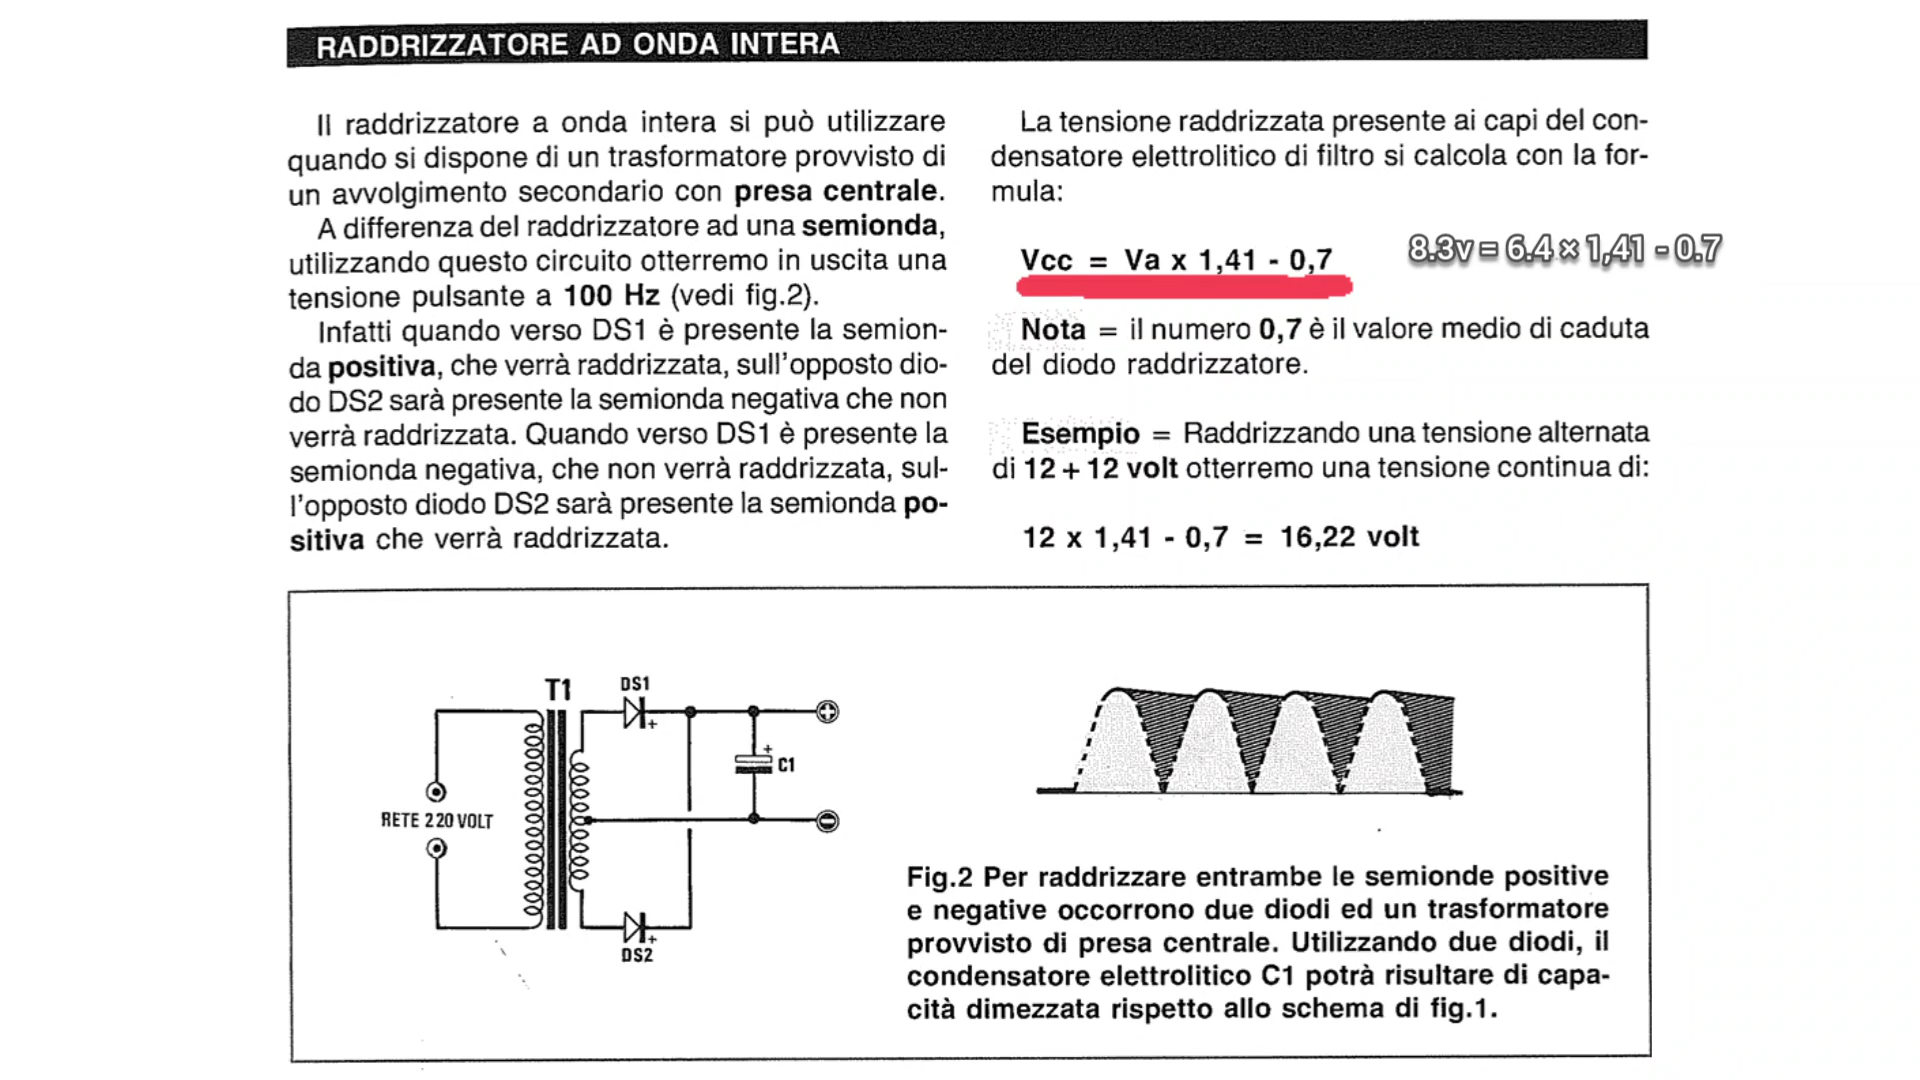 RADDRIZZATORE AD ONDA INTERA
Il raddrizzatore a onda intera si può utilizzare
quando si dispone di un trasformatore provvisto di
un avvolgimento secondario con presa centrale.
A differenza del raddrizzatore ad una semionda,
utilizzando questo circuito otterremo in uscita una
tensione pulsante a 100 Hz (vedi fig.2).
Infatti quando verso DS1 è presente la semion-
da positiva, che verrà raddrizzata, sull'opposto dio-
do DS2 sarà presente la semionda negativa che non
verrà raddrizzata. Quando verso DS1 è presente la
semionda negativa, che non verrà raddrizzata, sul-
l'opposto diodo DS2 sarà presente la semionda po-
sitiva che verrà raddrizzata.
La tensione raddrizzata presente ai capi del con-
densatore elettrolitico di filtro si calcola con la for-
mula:
Vcc = Va x 1,41 - 0,7
8.3v = 6.4 × 1,41 - 0.7
Nota = il numero 0,7 è il valore medio di caduta
del diodo raddrizzatore.
Esempio = Raddrizzando una tensione alternata
di 12 + 12 volt otterremo una tensione continua di:
12 x 1,41 - 0,7 = 16,22 volt
T1
DS1
+
+
C1
RETE 220 VOLT
+
DS2
Fig.2 Per raddrizzare entrambe le semionde positive
e negative occorrono due diodi ed un trasformatore
provvisto di presa centrale. Utilizzando due diodi, il
condensatore elettrolitico C1 potrà risultare di capa-
cità dimezzata rispetto allo schema di fig.1.